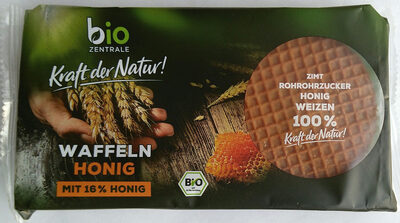 bio
ZENTRALE
Kraft der Natur!
WAFFELN
HONIG
MIT 16% HONIG
BIO
ZIMT
ROHROHRZUCKER
HONIG
WEIZEN
100%
Kraft der Natur!